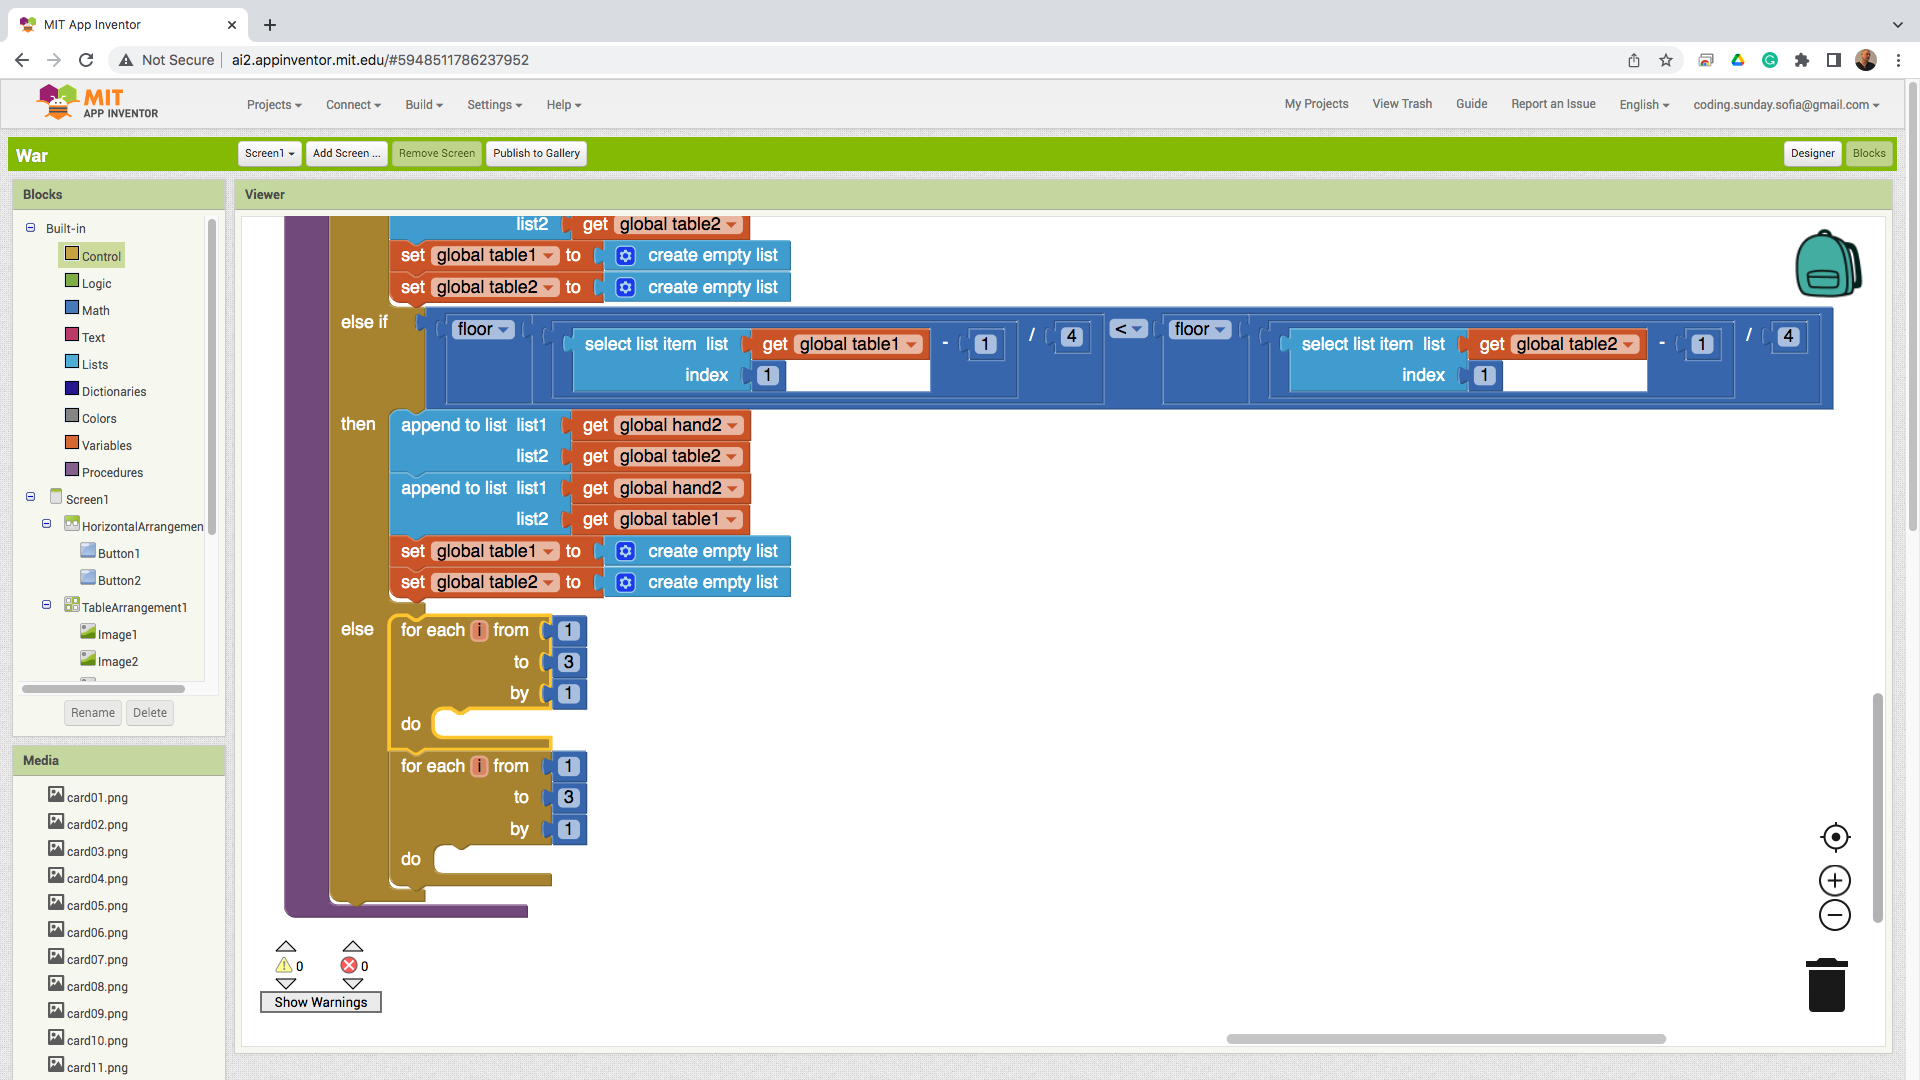 MIT App Inventor
Not Secure
ai2.appinventor.mit.edu/#5948511786237952
MIT
APP INVENTOR
Projects
Connect
Build
Settings
Help
My Projects
View Trash
Guide
Report an Issue
English
coding.sunday.sofia@gmail.com
War
Screen1
Add Screen ...
Remove Screen
Publish to Gallery
Designer
Blocks
Blocks
Built-in
Control
Logic
Math
Text
Lists
Dictionaries
Colors
Variables
Procedures
Screen1
HorizontalArrangemen
Button1
Button2
TableArrangement1
Image1
Image2
Rename
Delete
Media
card01.png
card02.png
card03.png
card04.png
card05.png
card06.png
card07.png
card08.png
card09.png
card10.png
card11.png
Viewer
list2 get global table2
set global table1 to create empty list
set global table2 to create empty list
else if floor select list item list get global table1 - 1 / 4 < floor select list item list get global table2 - 1 / 4
index 1 index 1
then append to list list1 get global hand2
list2 get global table2
append to list list1 get global hand2
list2 get global table1
set global table1 to create empty list
set global table2 to create empty list
else for each i from 1
to 3
by 1
do
for each i from 1
to 3
by 1
do
0 0
Show Warnings